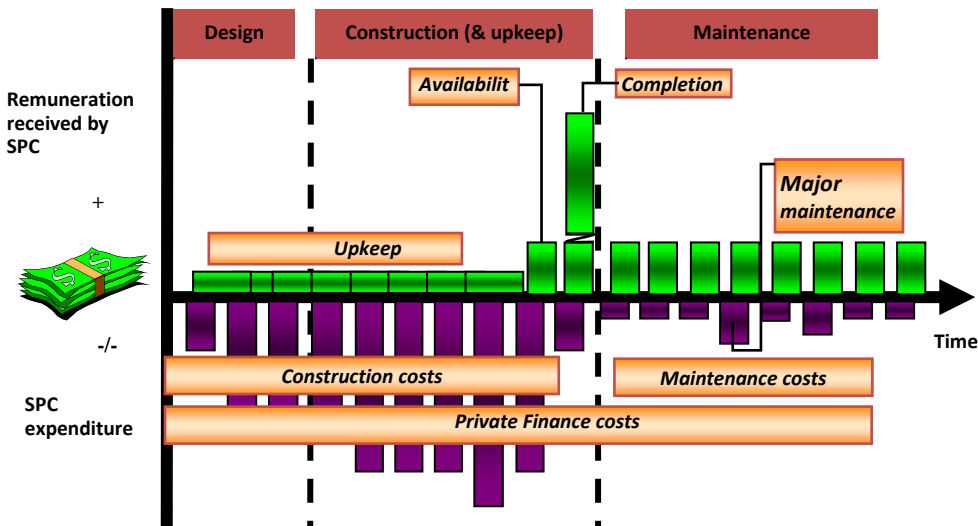 Design
Construction (& upkeep)
Maintenance
Availabilit
Completion
Remuneration
received by
SPC
+
Major
maintenance
Upkeep
$
$
Time
-/-
Construction costs
Maintenance costs
SPC
expenditure
Private Finance costs